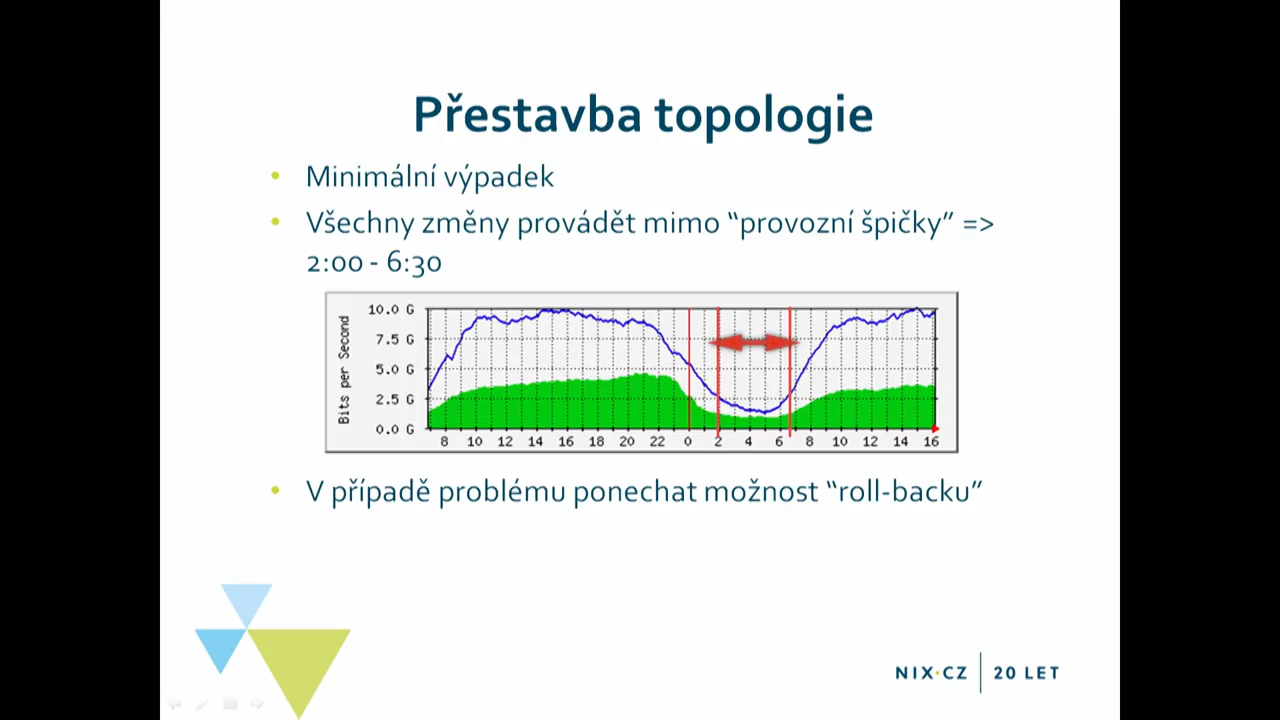 Přestavba topologie
• Minimální výpadek
• Všechny změny provádět mimo “provozní špičky” =>
2:00 - 6:30
Bits per Second
10.0 G
7.5 G
5.0 G
2.5 G
0.0 G
8 10 12 14 16 18 20 22 0 2 4 6 8 10 12 14 16
• V případě problému ponechat možnost “roll-backu”
NIX.CZ 20 LET